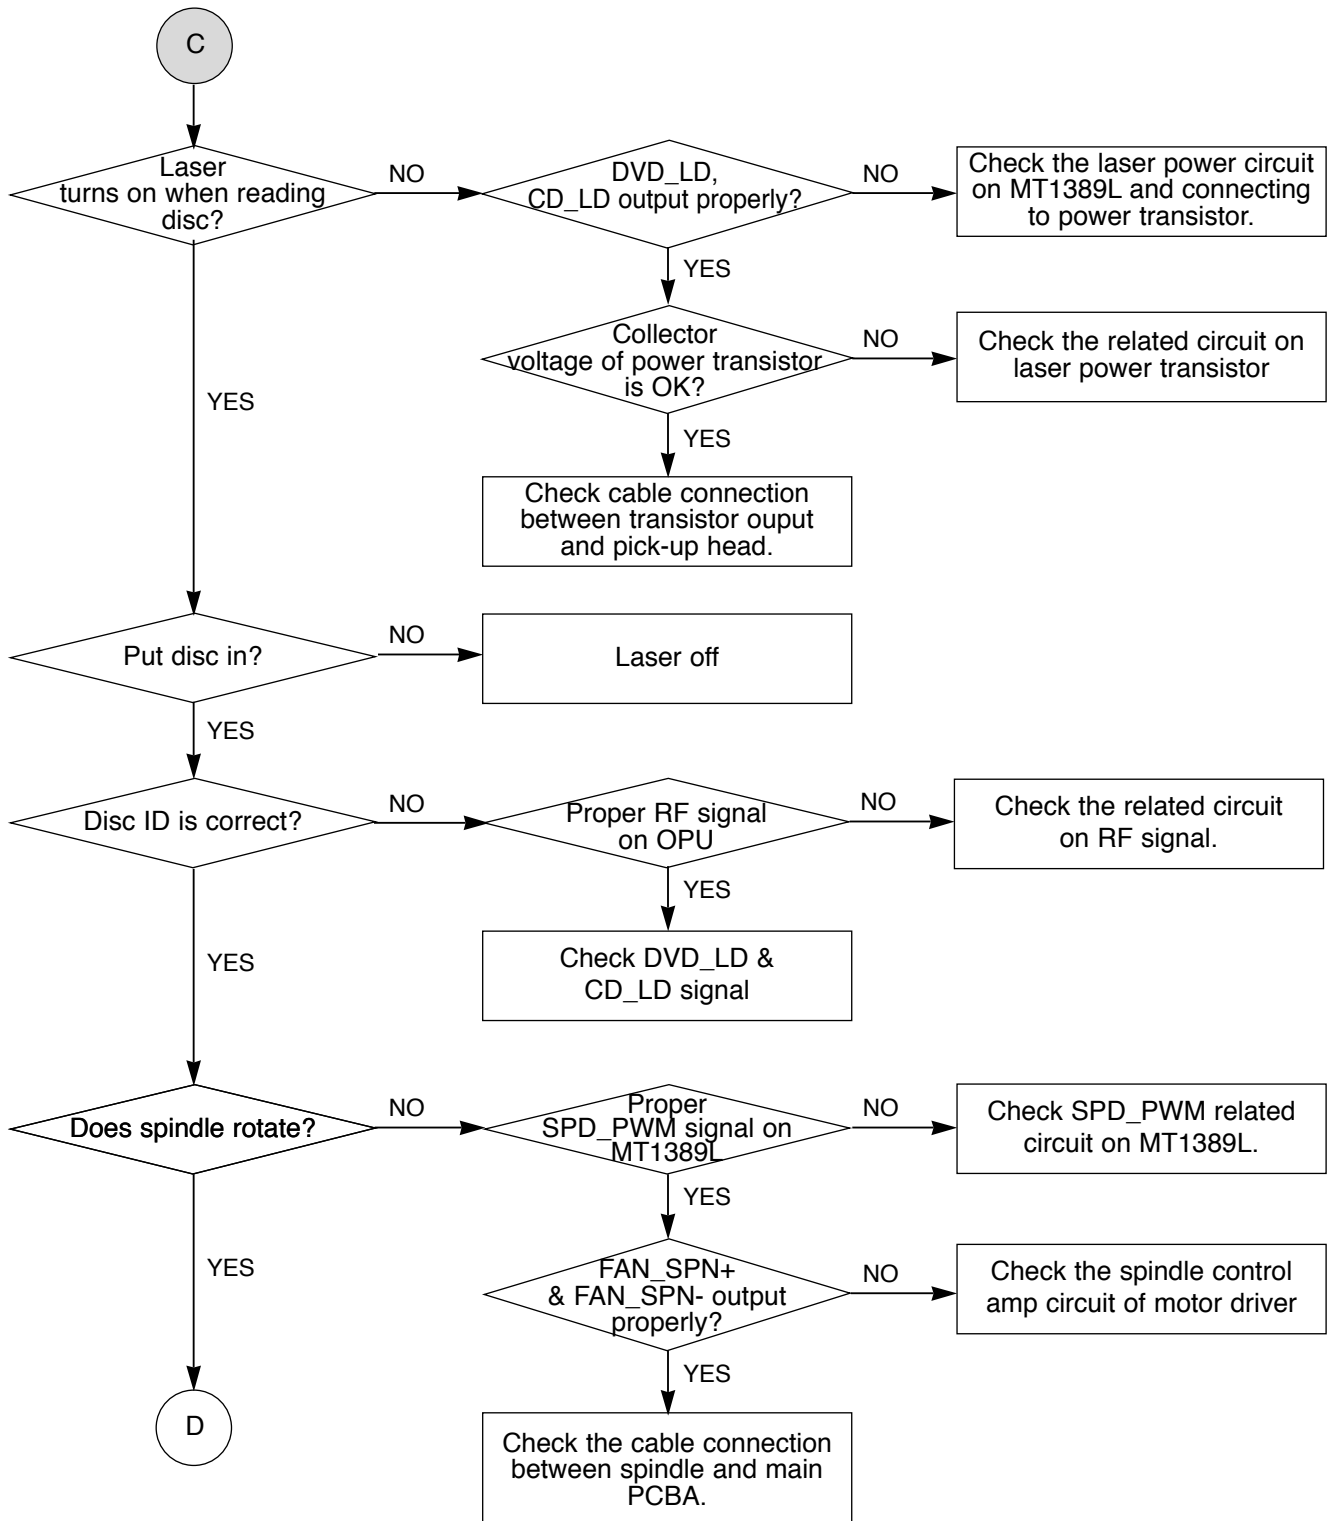 C
Laser
turns on when reading
disc?
NO
DVD_LD,
CD_LD output properly?
NO
Check the laser power circuit
on MT1389L and connecting
to power transistor.
YES
Collector
voltage of power transistor
is OK?
NO
Check the related circuit on
laser power transistor
YES
YES
Check cable connection
between transistor ouput
and pick-up head.
Put disc in?
NO
Laser off
YES
Disc ID is correct?
NO
Proper RF signal
on OPU
NO
Check the related circuit
on RF signal.
YES
Check DVD_LD &
CD_LD signal
YES
Does spindle rotate?
NO
Proper
SPD_PWM signal on
MT1389L
NO
Check SPD_PWM related
circuit on MT1389L.
YES
FAN_SPN+
& FAN_SPN- output
properly?
NO
Check the spindle control
amp circuit of motor driver
YES
YES
D
Check the cable connection
between spindle and main
PCBA.